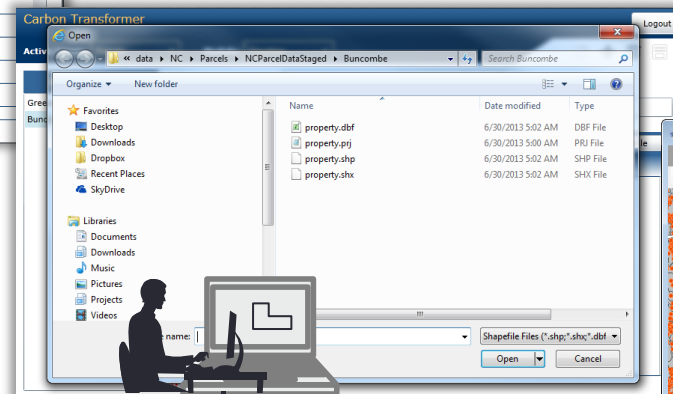 Carbon Transformer
Logout
Open
Activ
« data ▸ NC ▸ Parcels ▸ NCParcelDataStaged ▸ Buncombe
Search Buncombe
Organize
New folder
Gree
Bunc
Favorites
Desktop
Downloads
Dropbox
Recent Places
SkyDrive
Libraries
Documents
Downloads
Music
Pictures
Projects
Videos
Name Date modified Type
property.dbf 6/30/2013 5:02 AM DBF File
property.prj 6/30/2013 5:00 AM PRJ File
property.shp 6/30/2013 5:02 AM SHP File
property.shx 6/30/2013 5:02 AM SHX File
le
name:
Shapefile Files (*.shp;*.shx;*.dbf
Open
Cancel